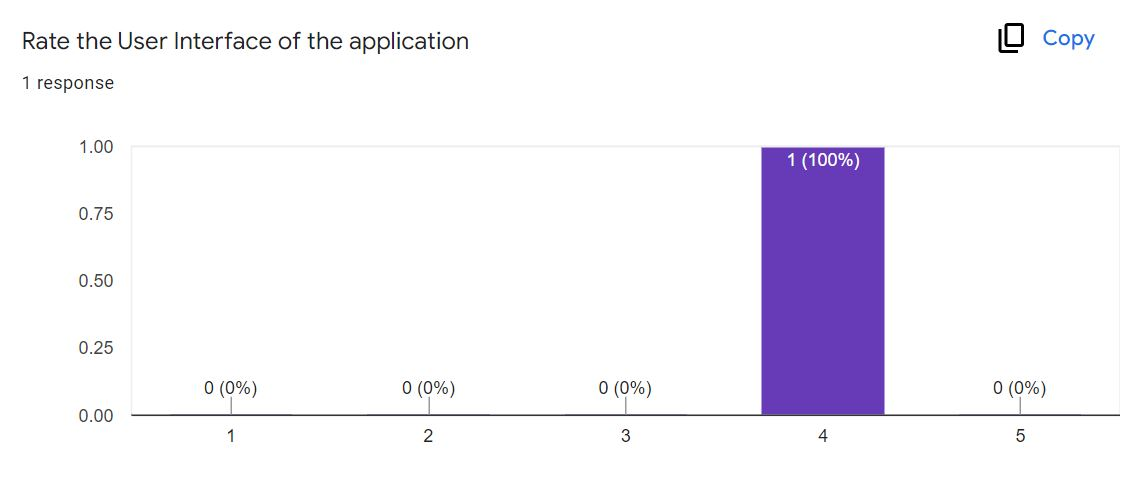 Rate the User Interface of the application
Copy
1 response
1.00
1 (100%)
0.75
0.50
0.25
0 (0%) 0 (0%) 0 (0%) 0 (0%)
0.00
1 2 3 4 5